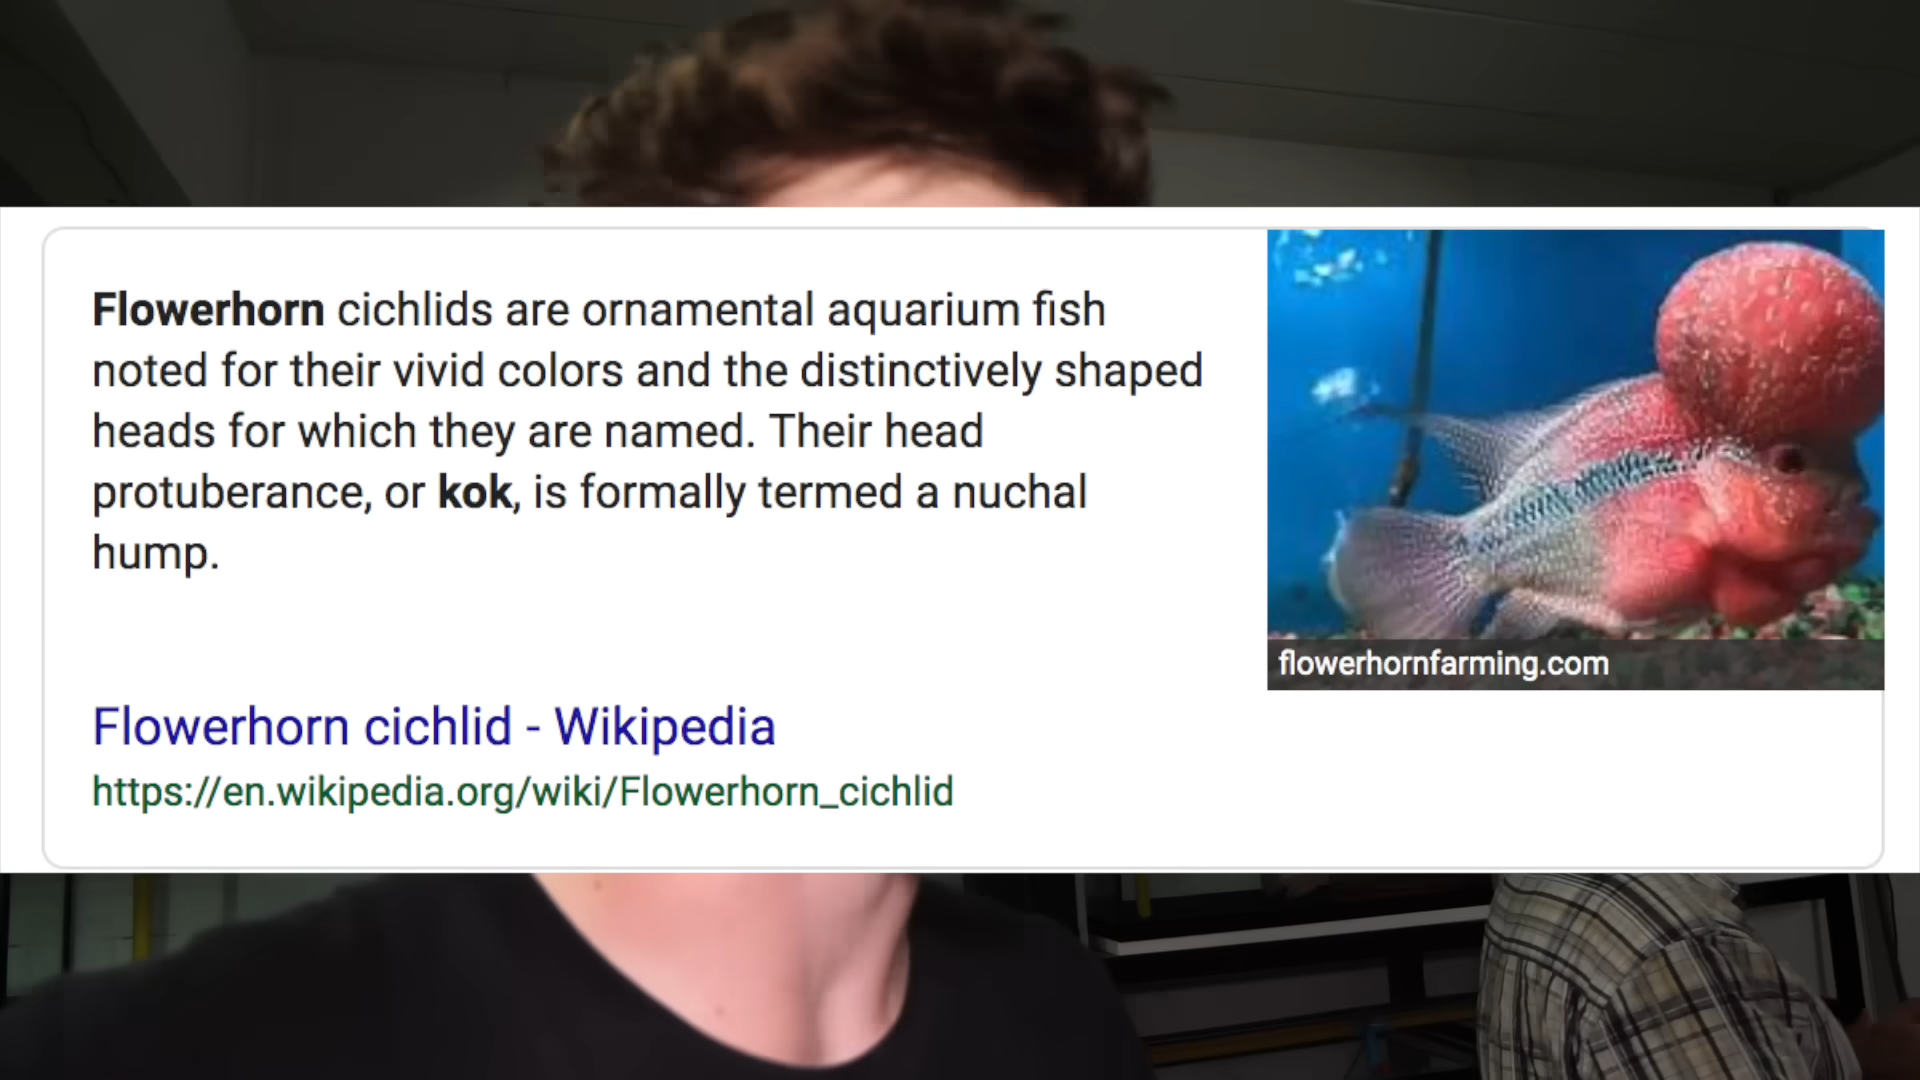 Flowerhorn cichlids are ornamental aquarium fish
noted for their vivid colors and the distinctively shaped
heads for which they are named. Their head
protuberance, or kok, is formally termed a nuchal
hump.
flowerhornfarming.com
Flowerhorn cichlid - Wikipedia
https://en.wikipedia.org/wiki/Flowerhorn_cichlid